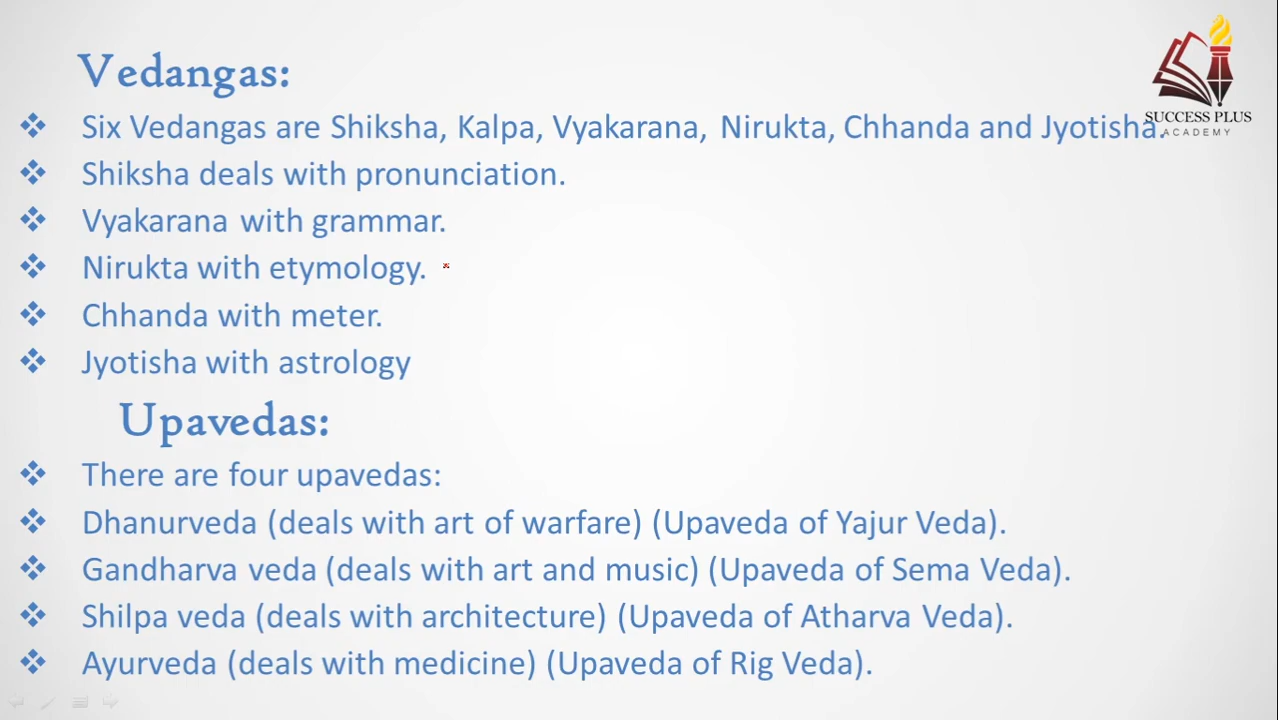 Vedangas:
Six Vedangas are Shiksha, Kalpa, Vyakarana, Nirukta, Chhanda and Jyotisha.
SUCCESS PLUS
ACADEMY
Shiksha deals with pronunciation.
Vyakarana with grammar.
Nirukta with etymology.
Chhanda with meter.
Jyotisha with astrology
Upavedas:
There are four upavedas:
Dhanurveda (deals with art of warfare) (Upaveda of Yajur Veda).
Gandharva veda (deals with art and music) (Upaveda of Sema Veda).
Shilpa veda (deals with architecture) (Upaveda of Atharva Veda).
Ayurveda (deals with medicine) (Upaveda of Rig Veda).